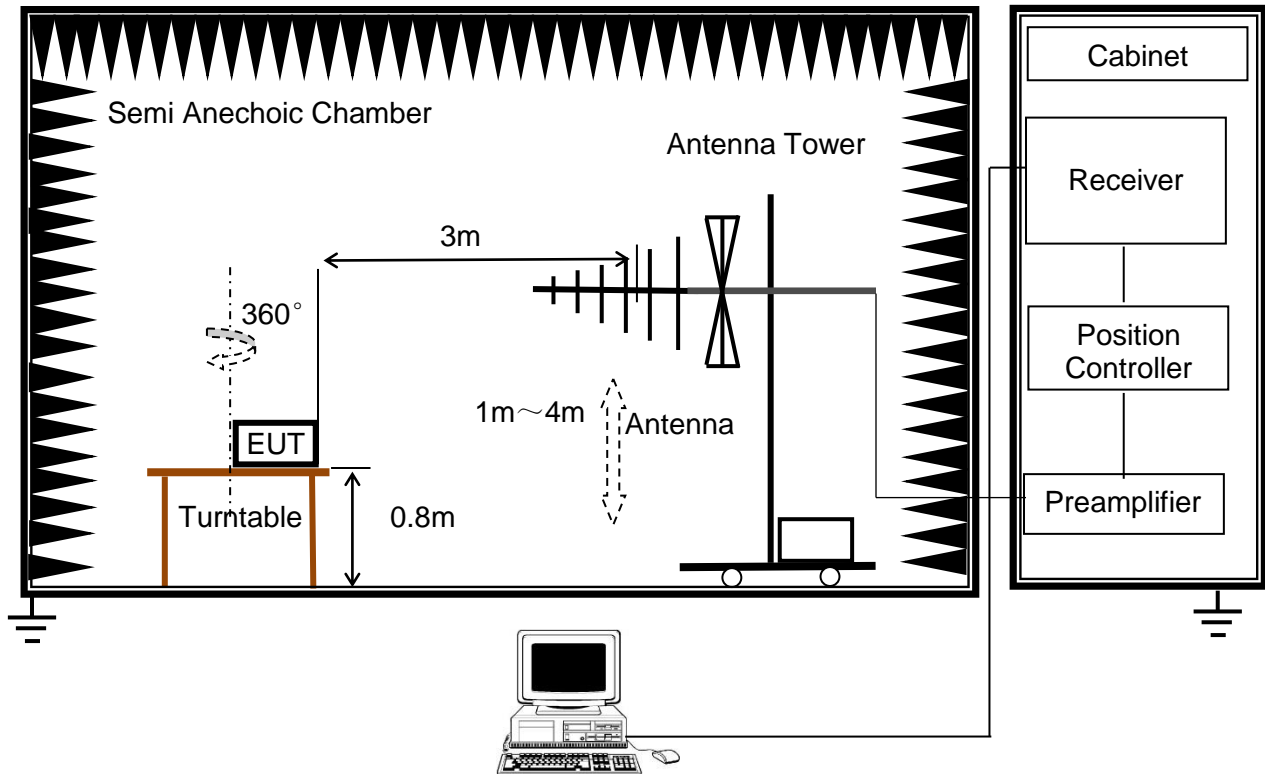 Cabinet
Semi Anechoic Chamber
Antenna Tower
Receiver
3m
360°
Position
Controller
1m～4m
Antenna
EUT
Turntable
0.8m
Preamplifier